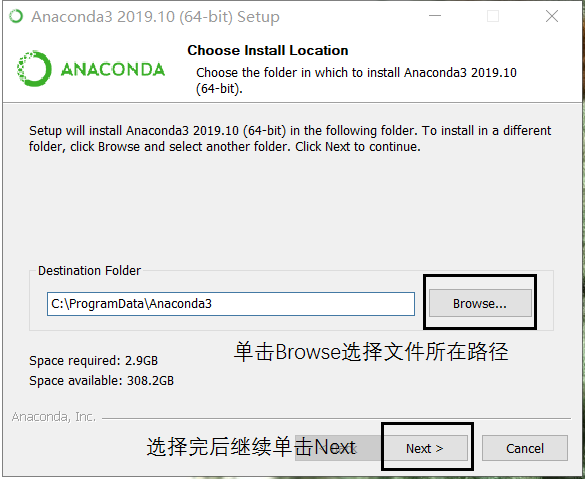 Anaconda3 2019.10 (64-bit) Setup
ANACONDA
Choose Install Location
Choose the folder in which to install Anaconda3 2019.10
(64-bit).
Setup will install Anaconda3 2019.10 (64-bit) in the following folder. To install in a different
folder, click Browse and select another folder. Click Next to continue.
Destination Folder
C:\ProgramData\Anaconda3
Browse...
单击Browse选择文件所在路径
Space required: 2.9GB
Space available: 308.2GB
Anaconda, Inc.
选择完后继续单击Next
Next >
Cancel